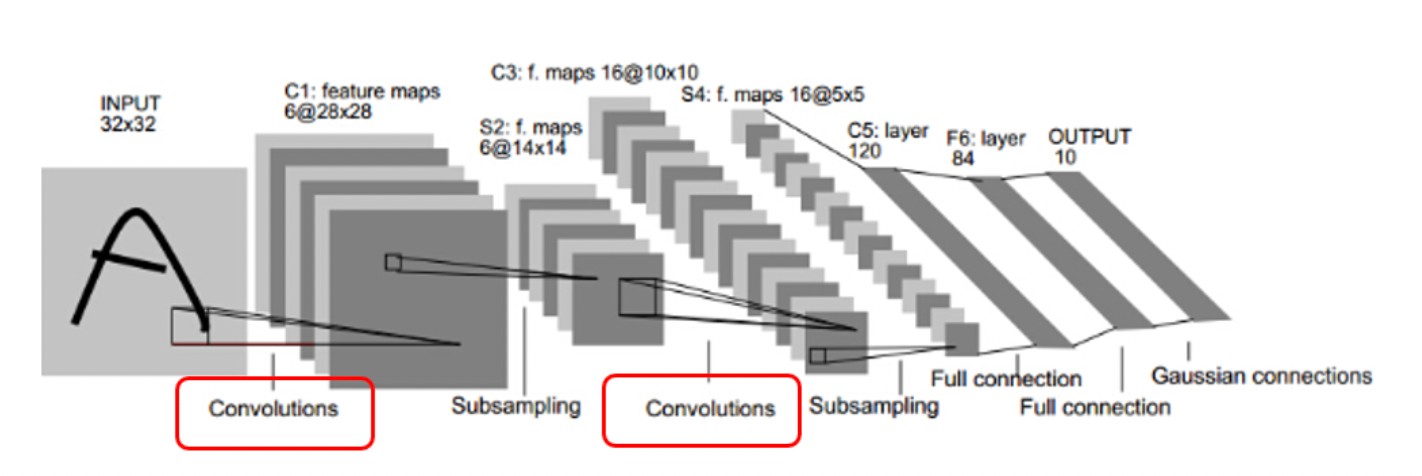 INPUT
32x32
C1: feature maps
6@28x28
S2: f. maps
6@14x14
C3: f. maps 16@10x10
S4: f. maps 16@5x5
C5: layer
120
F6: layer
84
OUTPUT
10
Convolutions
Subsampling
Convolutions
Subsampling
Full connection
Full connection
Gaussian connections